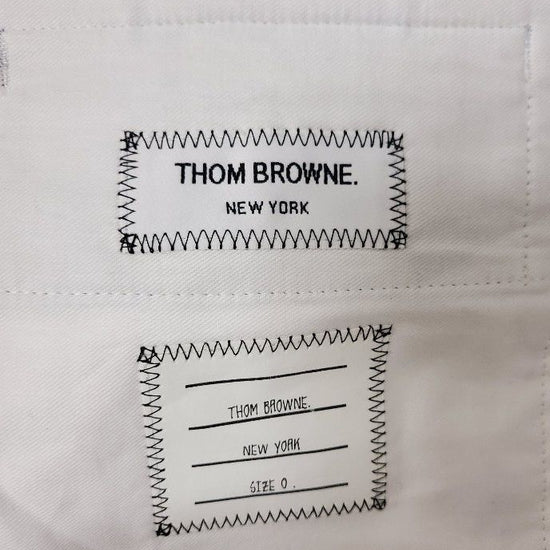 THOM BROWNE.
NEW YORK
THOM BROWNE.
NEW YORK
SIZE 0 .